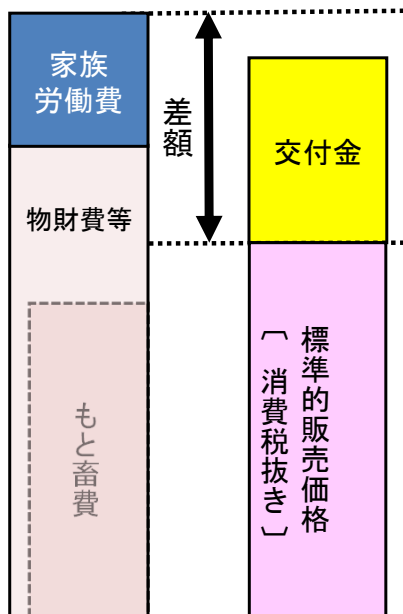 家族
労働費
物財費等
もと畜費
差額
交付金
標準的販売価格
〔消費税抜き〕